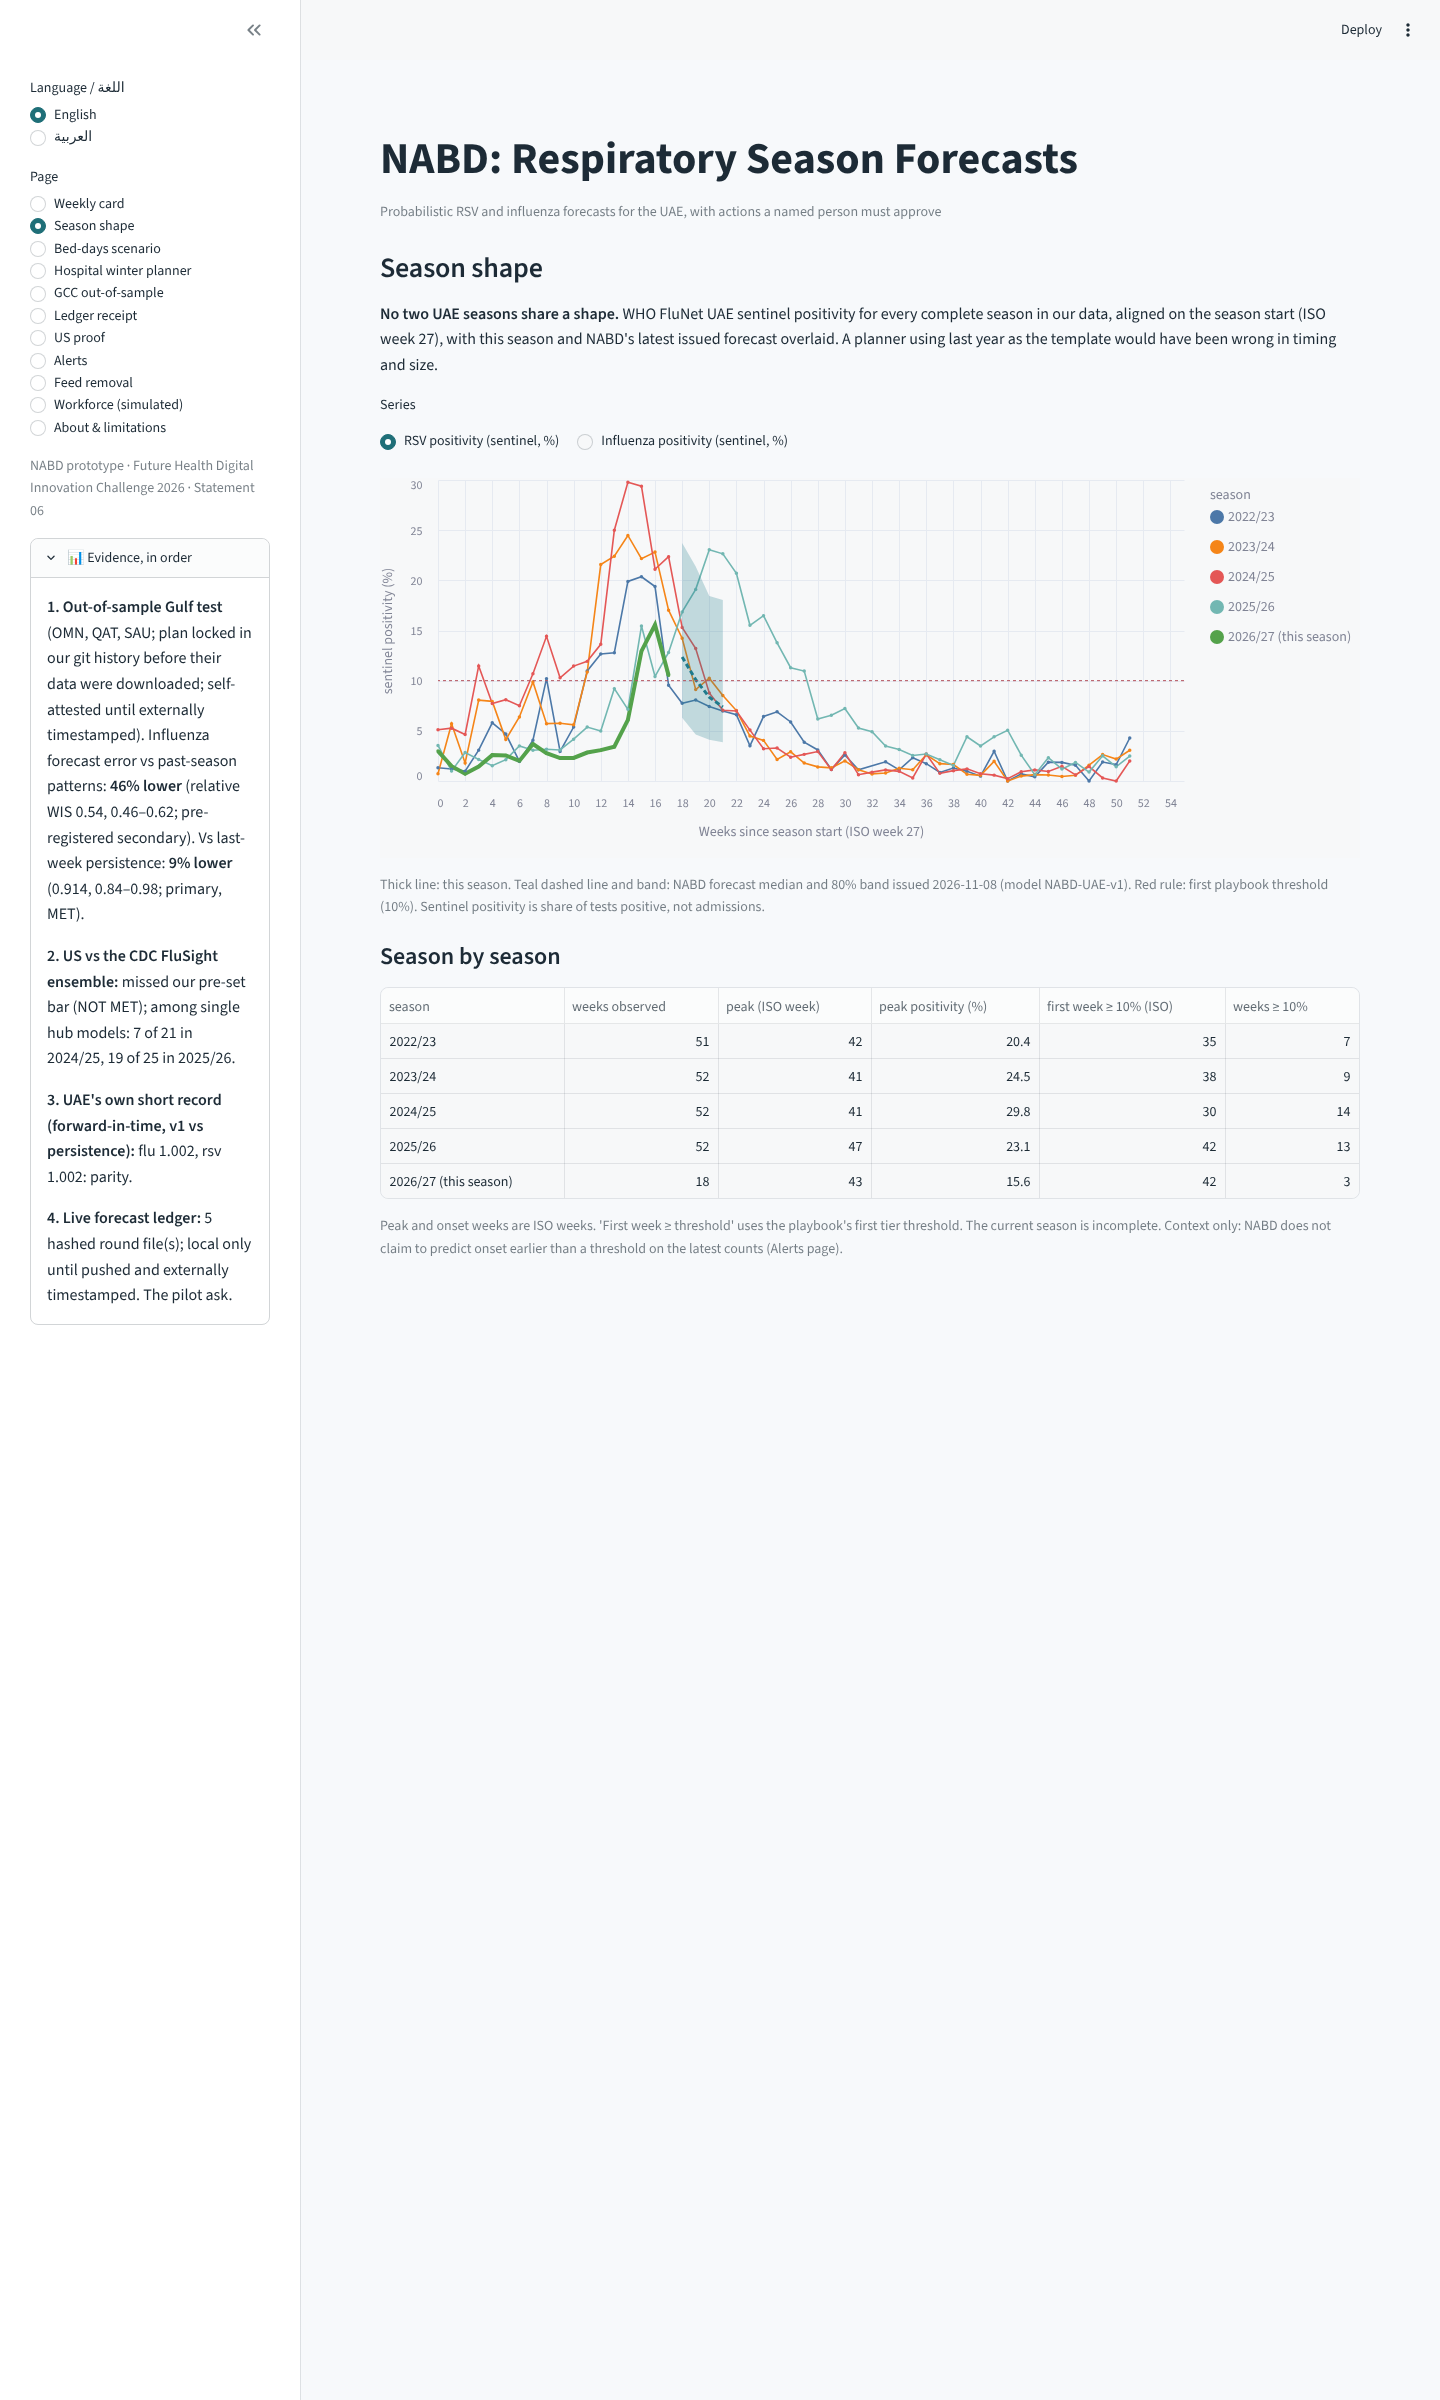 Language / اللغة
English
العربية
Page
Weekly card
Season shape
Bed-days scenario
Hospital winter planner
GCC out-of-sample
Ledger receipt
US proof
Alerts
Feed removal
Workforce (simulated)
About & limitations
NABD prototype · Future Health Digital
Innovation Challenge 2026 · Statement
06
📊 Evidence, in order
1. Out-of-sample Gulf test
(OMN, QAT, SAU; plan locked in
our git history before their
data were downloaded; self-
attested until externally
timestamped). Influenza
forecast error vs past-season
patterns: 46% lower (relative
WIS 0.54, 0.46–0.62; pre-
registered secondary). Vs last-
week persistence: 9% lower
(0.914, 0.84–0.98; primary,
MET).
2. US vs the CDC FluSight
ensemble: missed our pre-set
bar (NOT MET); among single
hub models: 7 of 21 in
2024/25, 19 of 25 in 2025/26.
3. UAE's own short record
(forward-in-time, v1 vs
persistence): flu 1.002, rsv
1.002: parity.
4. Live forecast ledger: 5
hashed round file(s); local only
until pushed and externally
timestamped. The pilot ask.
Deploy
NABD: Respiratory Season Forecasts
Probabilistic RSV and influenza forecasts for the UAE, with actions a named person must approve
Season shape
No two UAE seasons share a shape. WHO FluNet UAE sentinel positivity for every complete season in our data, aligned on the season start (ISO
week 27), with this season and NABD's latest issued forecast overlaid. A planner using last year as the template would have been wrong in timing
and size.
Series
RSV positivity (sentinel, %) Influenza positivity (sentinel, %)
sentinel positivity (%)
30
25
20
15
10
5
0
0 2 4 6 8 10 12 14 16 18 20 22 24 26 28 30 32 34 36 38 40 42 44 46 48 50 52 54
Weeks since season start (ISO week 27)
season
2022/23
2023/24
2024/25
2025/26
2026/27 (this season)
Thick line: this season. Teal dashed line and band: NABD forecast median and 80% band issued 2026-11-08 (model NABD-UAE-v1). Red rule: first playbook threshold
(10%). Sentinel positivity is share of tests positive, not admissions.
Season by season
season weeks observed peak (ISO week) peak positivity (%) first week ≥ 10% (ISO) weeks ≥ 10%
2022/23 51 42 20.4 35 7
2023/24 52 41 24.5 38 9
2024/25 52 41 29.8 30 14
2025/26 52 47 23.1 42 13
2026/27 (this season) 18 43 15.6 42 3
Peak and onset weeks are ISO weeks. 'First week ≥ threshold' uses the playbook's first tier threshold. The current season is incomplete. Context only: NABD does not
claim to predict onset earlier than a threshold on the latest counts (Alerts page).